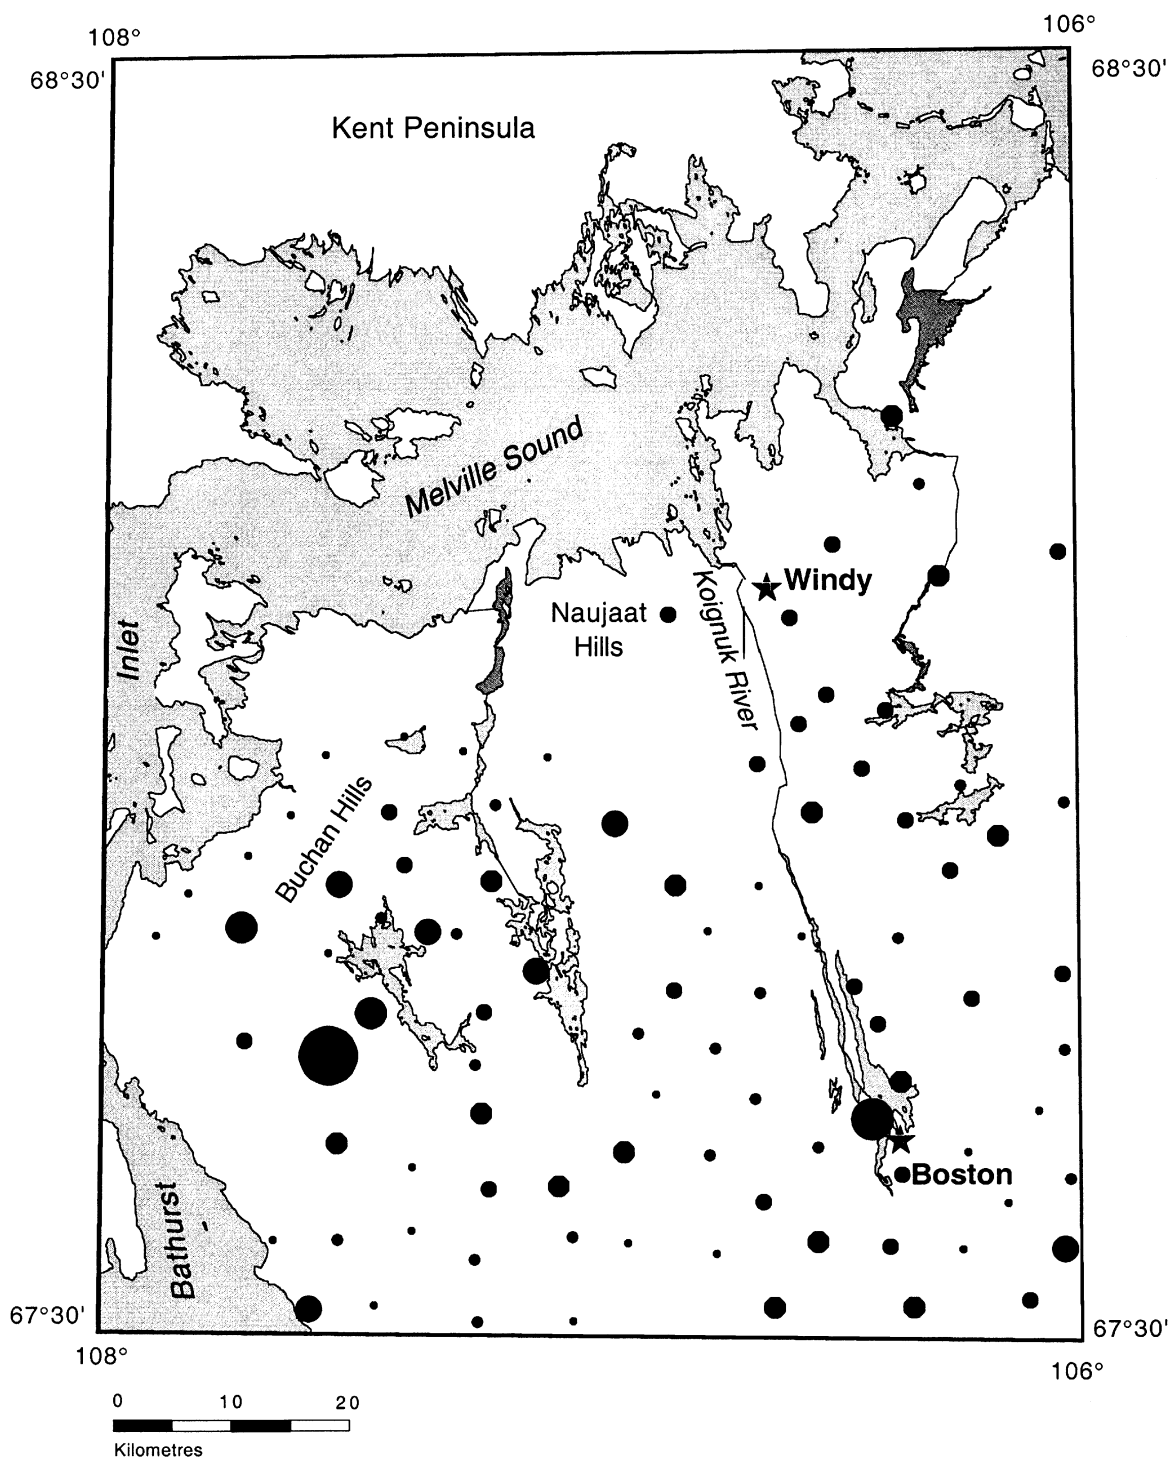 108°
106°
68°30'
68°30'
Kent Peninsula
Melville Sound
Windy
Naujaat
Hills
Koignuk River
Inlet
Buchan Hills
Boston
Bathurst
67°30'
67°30'
108°
106°
0 10 20
Kilometres